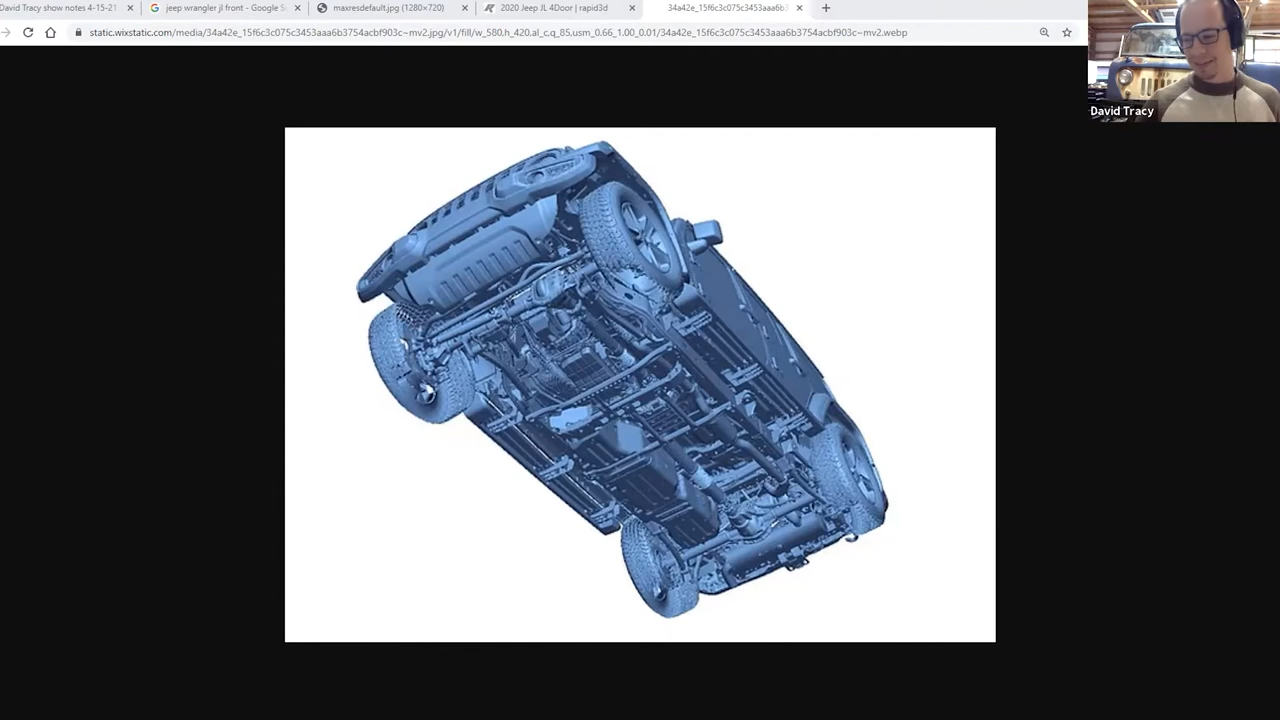 David Tracy show notes 4-15-21
jeep wrangler jl front - Google S
maxresdefault.jpg (1280×720)
2020 Jeep JL 4Door | rapid3d
34a42e_15f6c3c075c3453aaa6b3
static.wixstatic.com/media/34a42e_15f6c3c075c3453aaa6b3754acbf903c~mv2.jpg/v1/fill/w_580,h_420,al_c,q_85,usm_0.66_1.00_0.01/34a42e_15f6c3c075c3453aaa6b3754acbf903c~mv2.webp
David Tracy